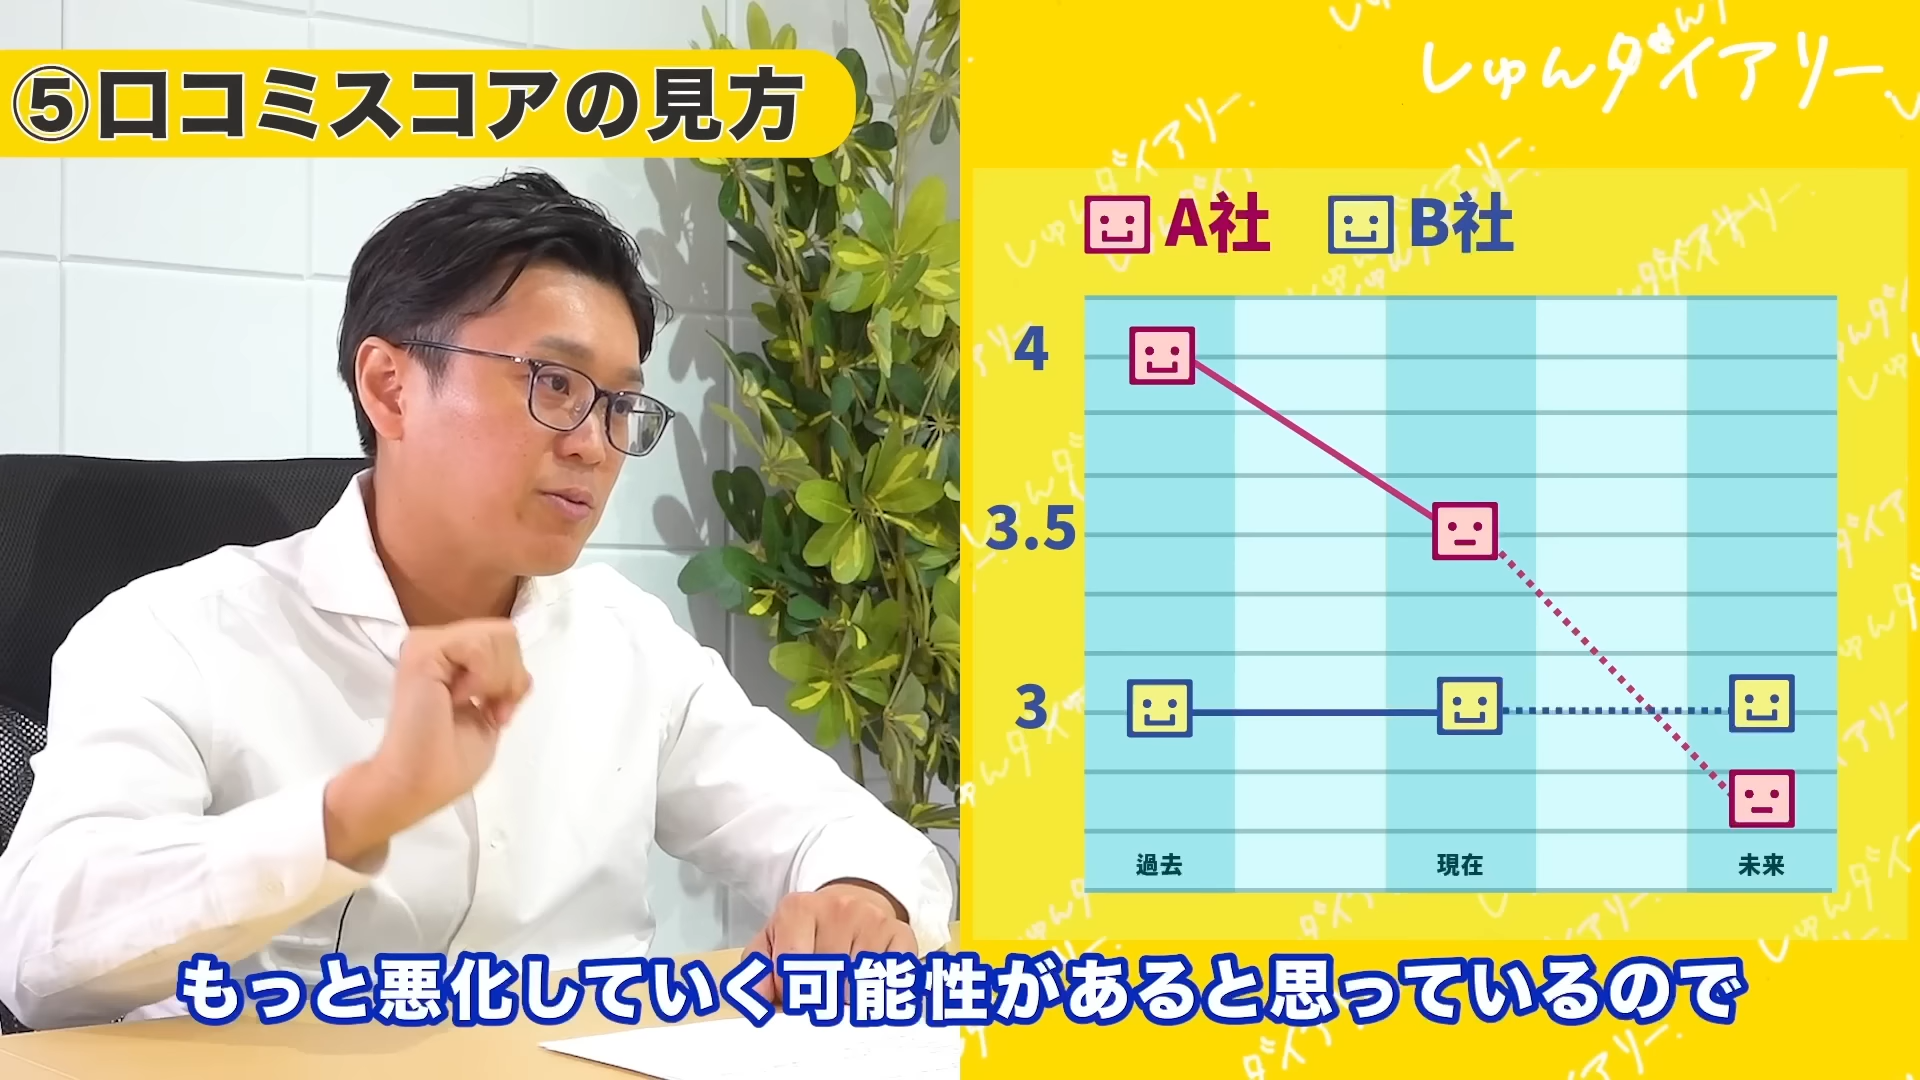 ⑤口コミスコアの見方
しゅんダイアリー
A社 B社
4
3.5
3
過去 現在 未来
もっと悪化していく可能性があると思っているので